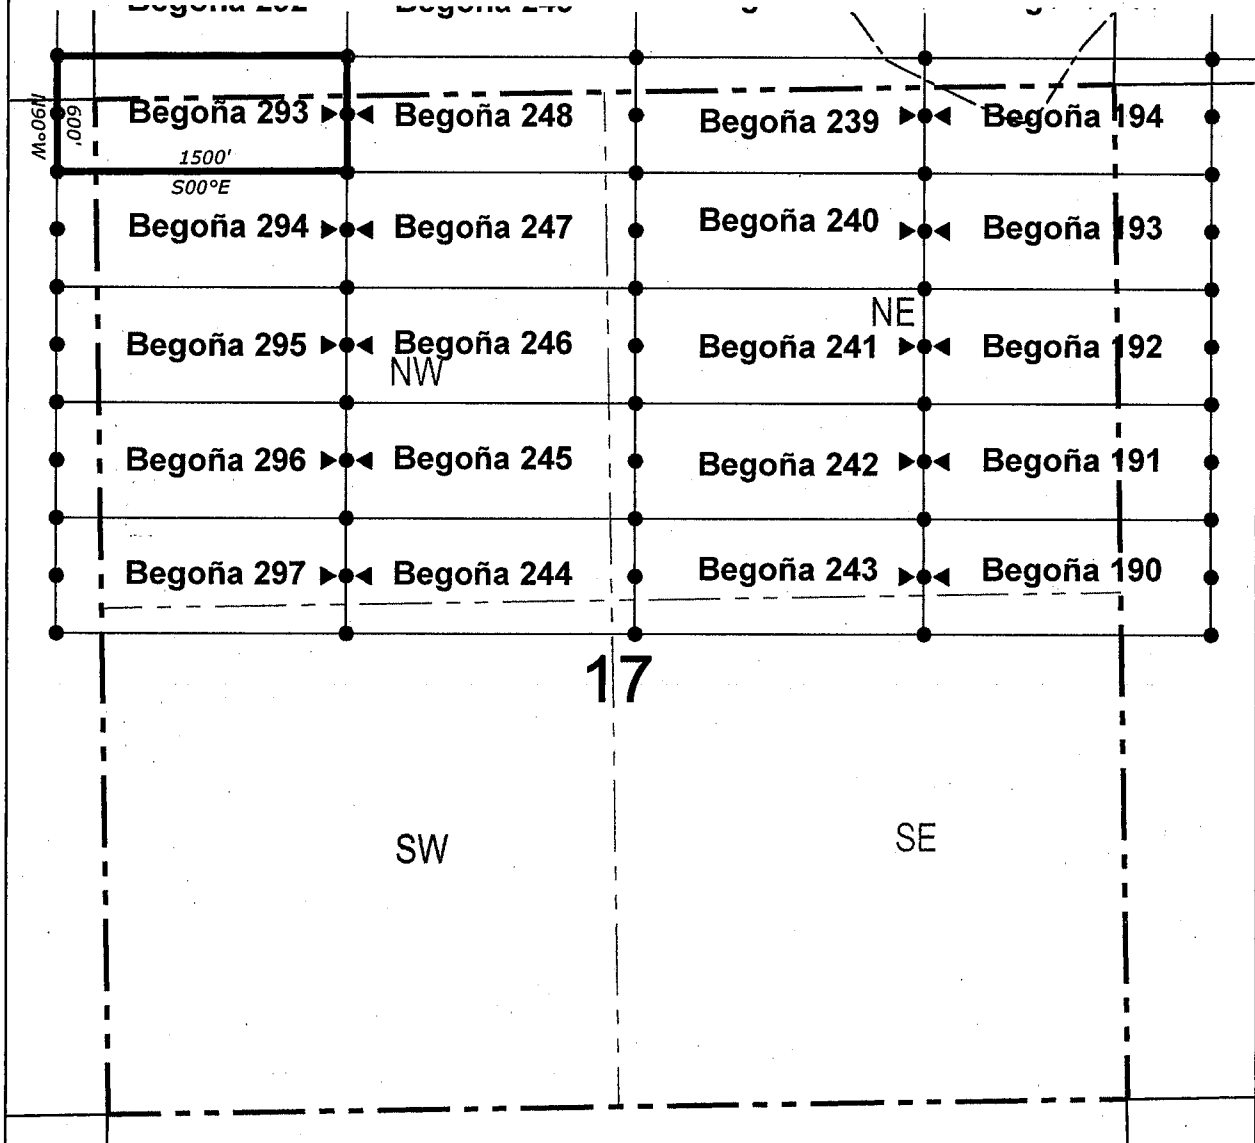 Begoña 293 Begoña 248 Begoña 239 Begoña 194
N90°W
600'
1500'
S00°E
Begoña 294 Begoña 247 Begoña 240 Begoña 193
NE
Begoña 295 Begoña 246 Begoña 241 Begoña 192
NW
Begoña 296 Begoña 245 Begoña 242 Begoña 191
Begoña 297 Begoña 244 Begoña 243 Begoña 190
17
SW SE